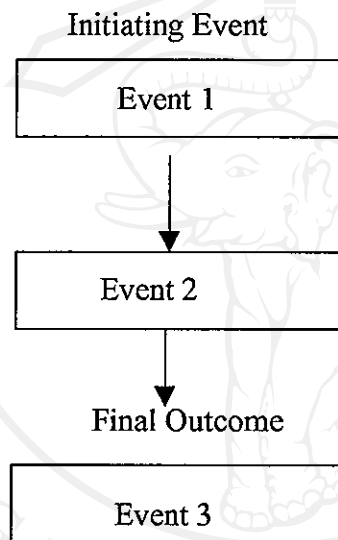 Initiating Event
Event 1
Event 2
Final Outcome
Event 3